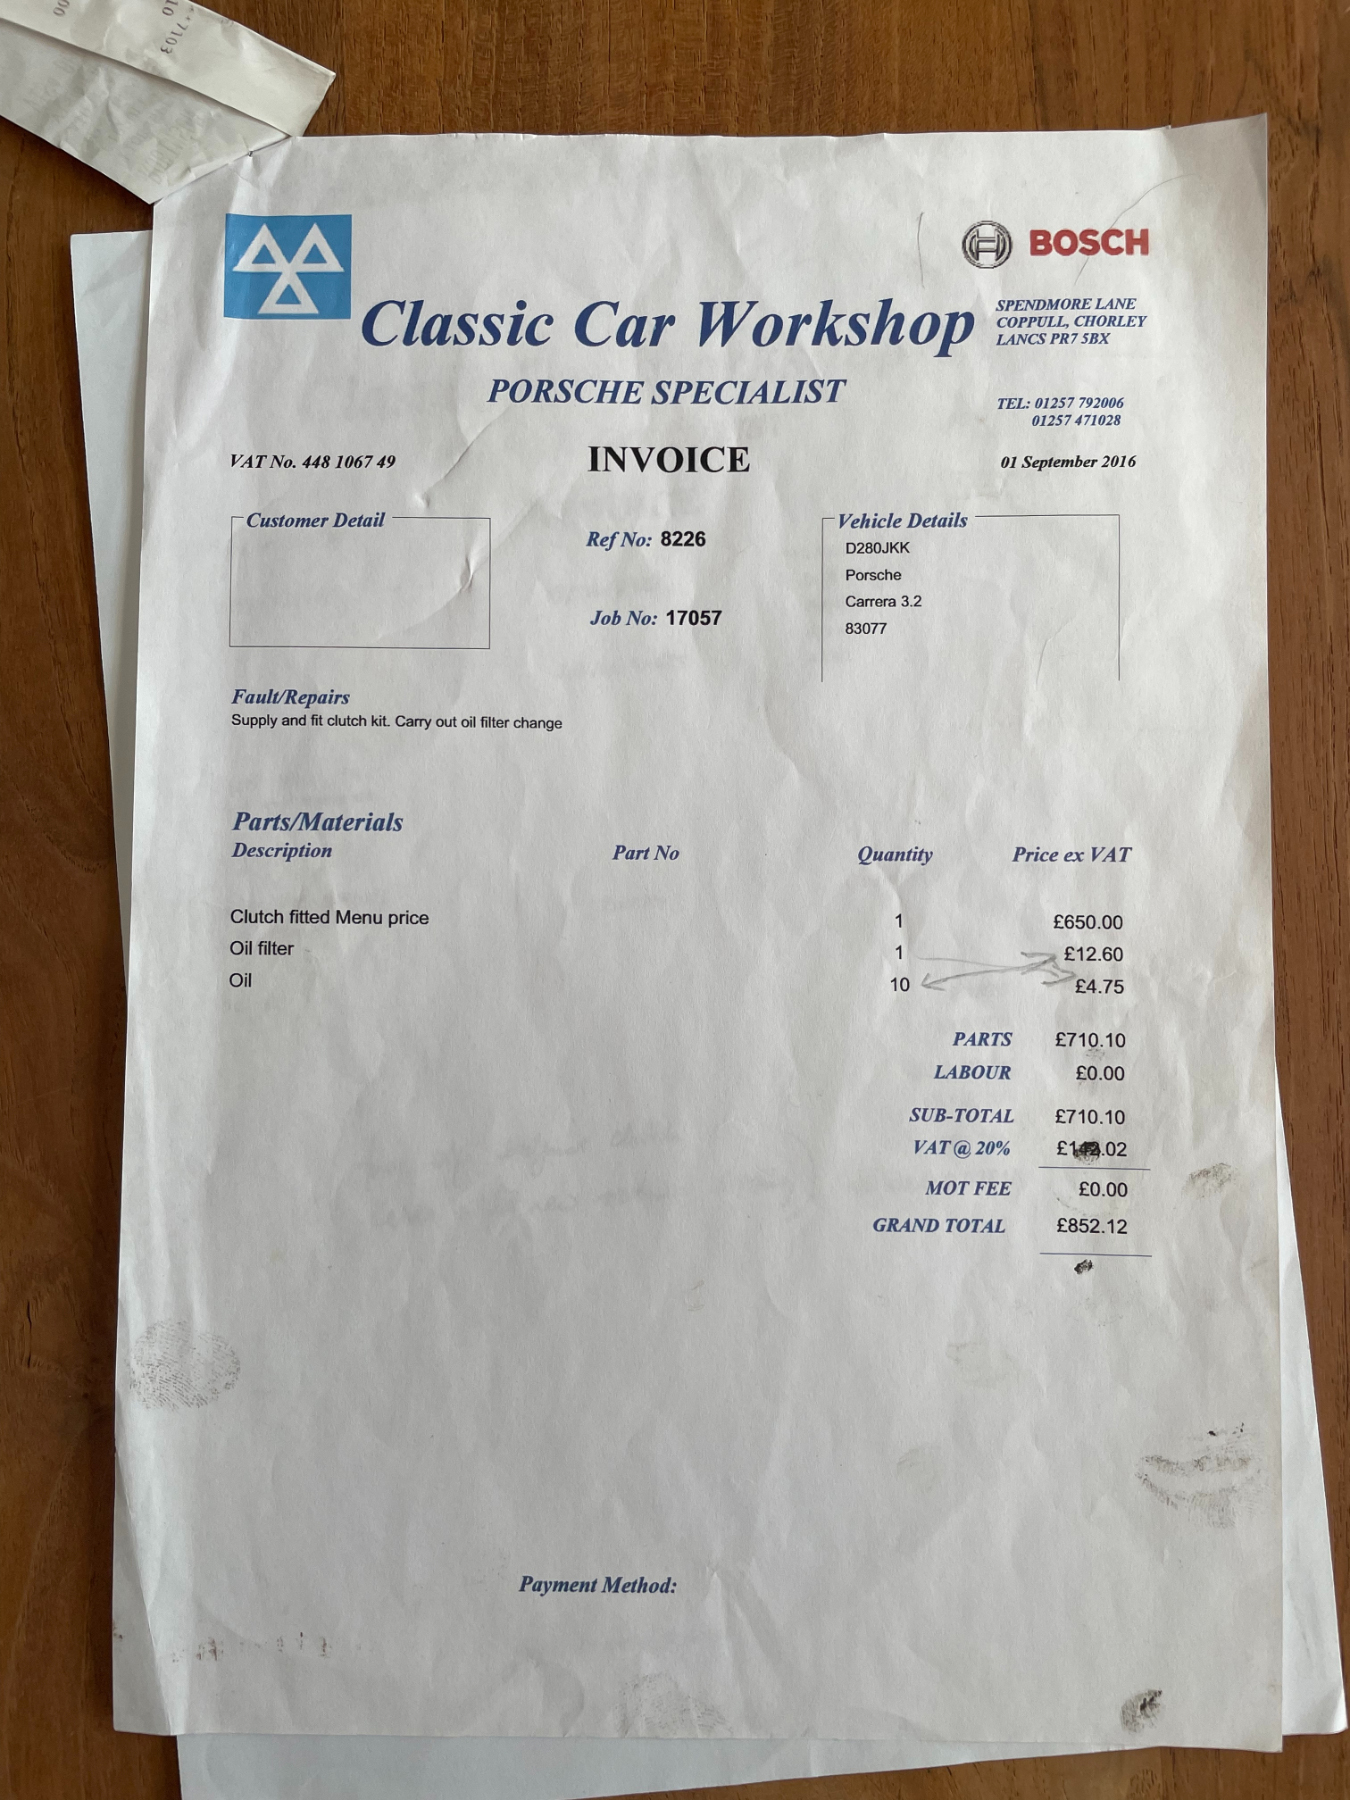 **7103
10
00
BOSCH
Classic Car Workshop
SPENDMORE LANE
COPPULL, CHORLEY
LANCS PR7 5BX
PORSCHE SPECIALIST
TEL: 01257 792006
01257 471028
VAT No. 448 1067 49
INVOICE
01 September 2016
Customer Detail
Ref No: 8226
Job No: 17057
Vehicle Details
D280JKK
Porsche
Carrera 3.2
83077
Fault/Repairs
Supply and fit clutch kit. Carry out oil filter change
Parts/Materials
Description Part No Quantity Price ex VAT
Clutch fitted Menu price 1 £650.00
Oil filter 1 £12.60
Oil 10 £4.75
PARTS £710.10
LABOUR £0.00
SUB-TOTAL £710.10
VAT @ 20% £142.02
MOT FEE £0.00
GRAND TOTAL £852.12
Payment Method: